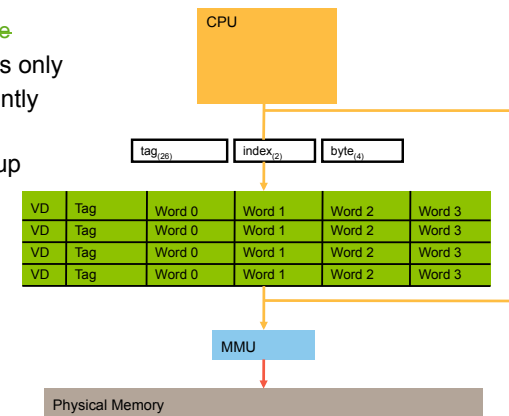 e
s only
ntly
up
CPU
tag(26) index(2) byte(4)
VD Tag Word 0 Word 1 Word 2 Word 3
VD Tag Word 0 Word 1 Word 2 Word 3
VD Tag Word 0 Word 1 Word 2 Word 3
VD Tag Word 0 Word 1 Word 2 Word 3
MMU
Physical Memory